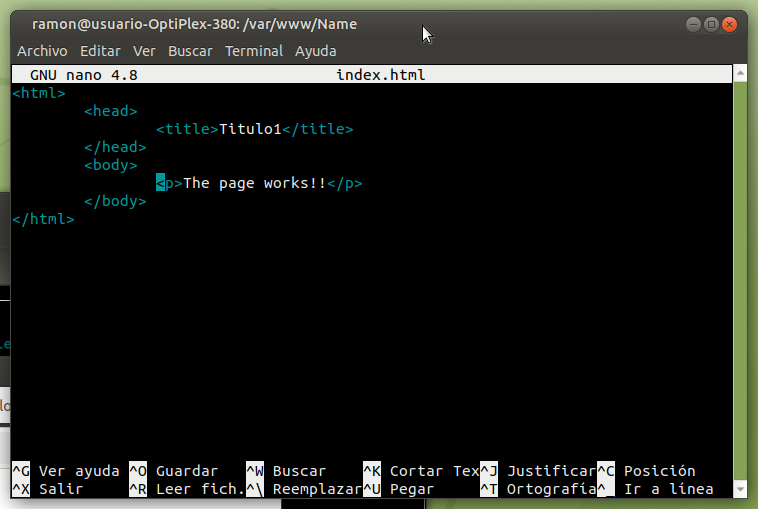 ramon@usuario-OptiPlex-380: /var/www/Name
Archivo Editar Ver Buscar Terminal Ayuda
GNU nano 4.8 index.html
<html>
<head>
<title>Titulo1</title>
</head>
<body>
<p>The page works!!</p>
</body>
</html>
^G Ver ayuda ^O Guardar ^W Buscar ^K Cortar Tex ^J Justificar ^C Posición
^X Salir ^R Leer fich. ^\ Reemplazar ^U Pegar ^T Ortografía ^_ Ir a línea